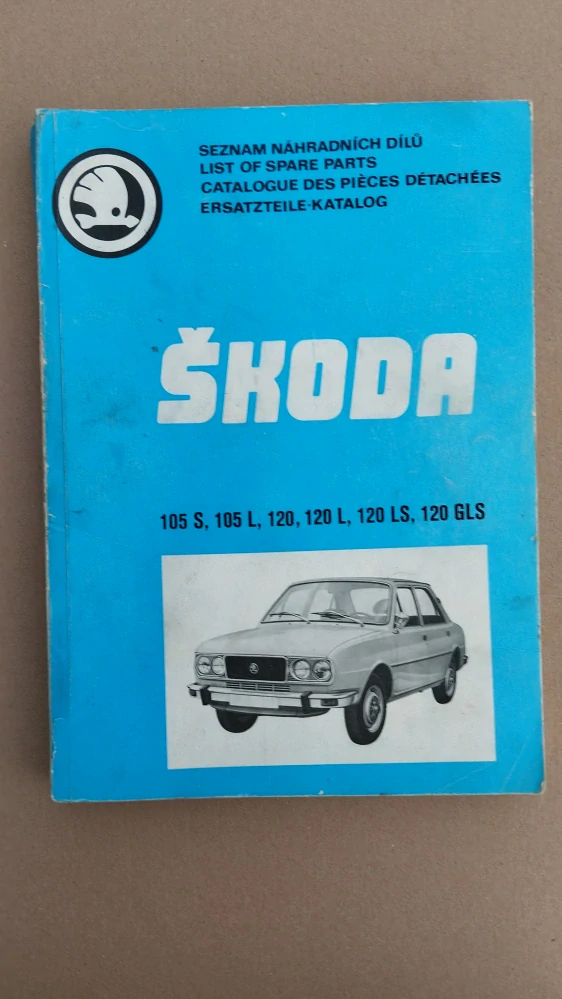 SEZNAM NÁHRADNÍCH DÍLŮ
LIST OF SPARE PARTS
CATALOGUE DES PIÈCES DÉTACHÉES
ERSATZTEILE-KATALOG
ŠKODA
105 S, 105 L, 120, 120 L, 120 LS, 120 GLS